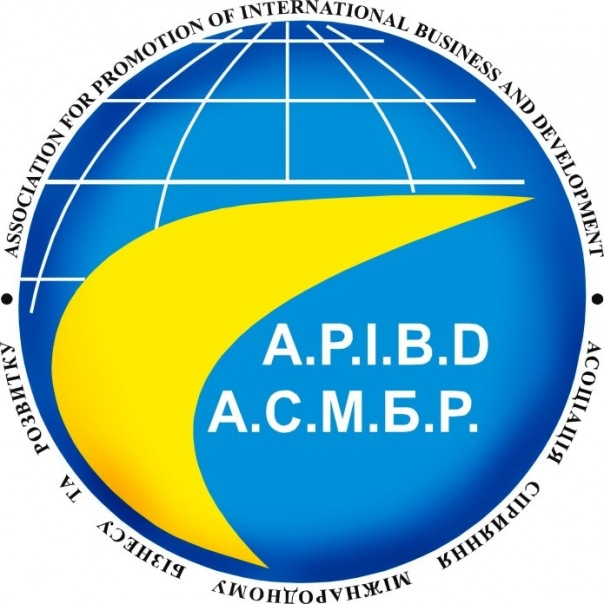 ASSOCIATION FOR PROMOTION OF INTERNATIONAL BUSINESS AND DEVELOPMENT
A.P.I.B.D
А.С.М.Б.Р.
АСОЦІАЦІЯ СПРИЯННЯ МІЖНАРОДНОМУ БІЗНЕСУ ТА РОЗВИТКУ